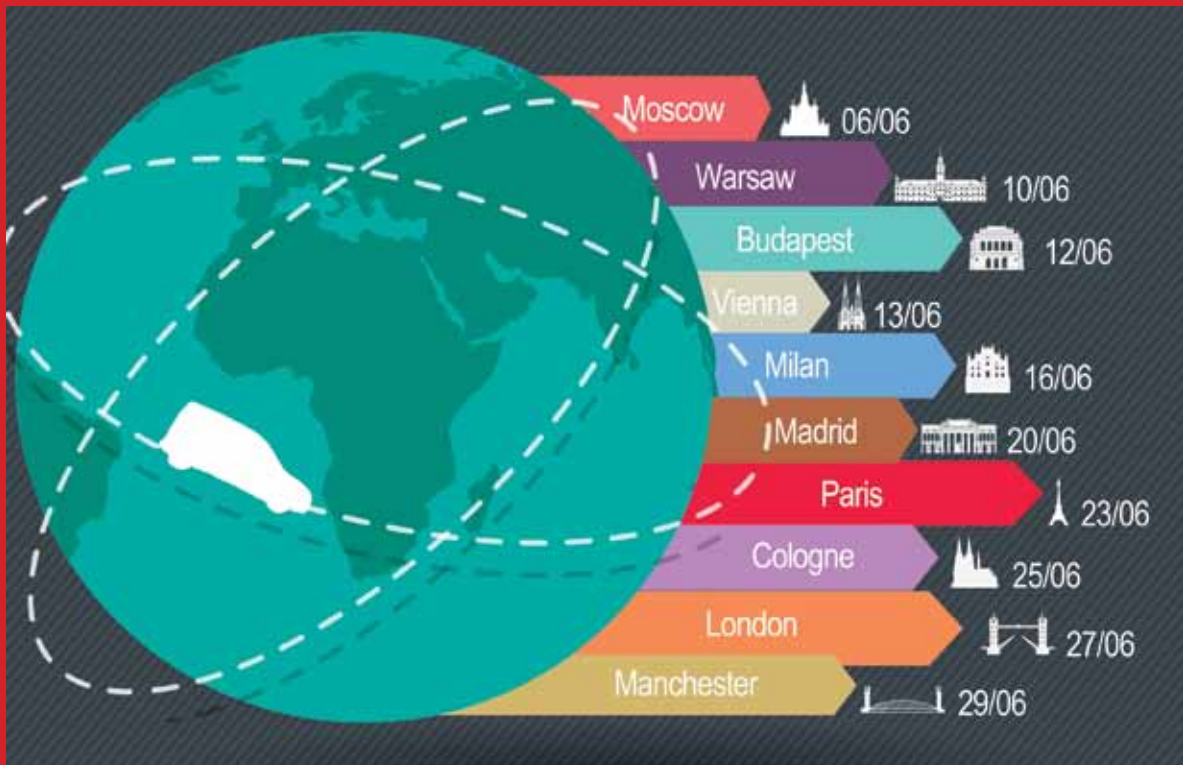 Moscow 06/06
Warsaw 10/06
Budapest 12/06
Vienna 13/06
Milan 16/06
Madrid 20/06
Paris 23/06
Cologne 25/06
London 27/06
Manchester 29/06